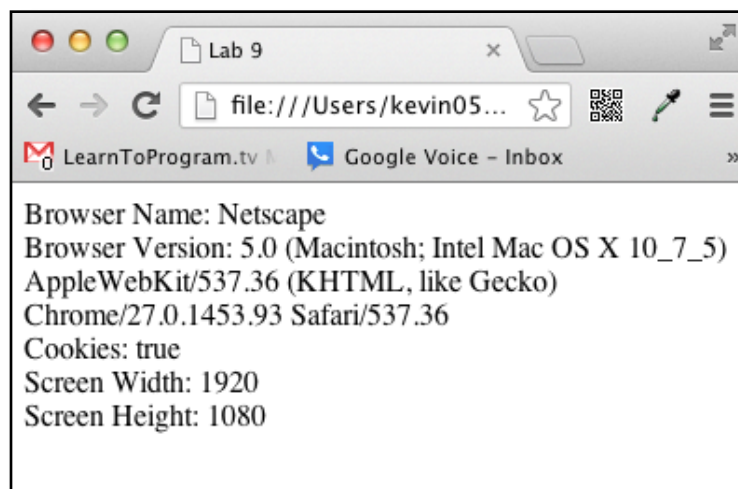 Lab 9
file:///Users/kevin05...
0 LearnToProgram.tv Google Voice – Inbox »
Browser Name: Netscape
Browser Version: 5.0 (Macintosh; Intel Mac OS X 10_7_5)
AppleWebKit/537.36 (KHTML, like Gecko)
Chrome/27.0.1453.93 Safari/537.36
Cookies: true
Screen Width: 1920
Screen Height: 1080